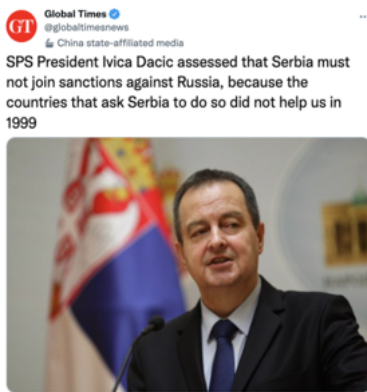 Global Times
GT
@globaltimesnews
China state-affiliated media
SPS President Ivica Dacic assessed that Serbia must
not join sanctions against Russia, because the
countries that ask Serbia to do so did not help us in
1999